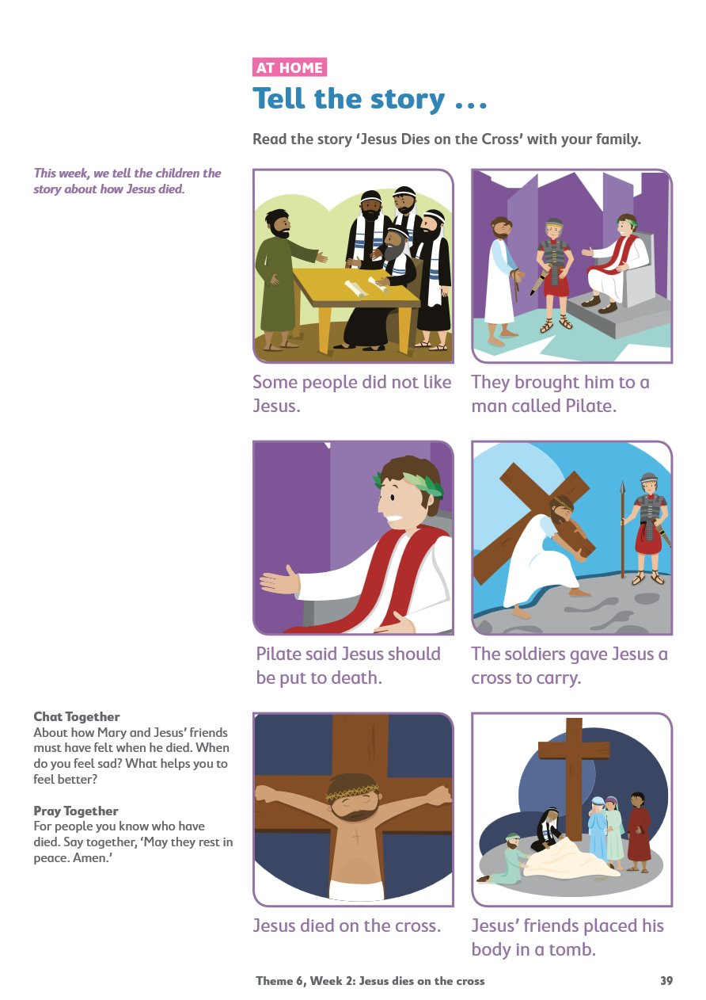 AT HOME
Tell the story …
Read the story ‘Jesus Dies on the Cross’ with your family.
This week, we tell the children the
story about how Jesus died.
Some people did not like
Jesus.
They brought him to a
man called Pilate.
Pilate said Jesus should
be put to death.
The soldiers gave Jesus a
cross to carry.
Chat Together
About how Mary and Jesus’ friends
must have felt when he died. When
do you feel sad? What helps you to
feel better?
Pray Together
For people you know who have
died. Say together, ‘May they rest in
peace. Amen.’
Jesus died on the cross.
Jesus’ friends placed his
body in a tomb.
Theme 6, Week 2: Jesus dies on the cross
39